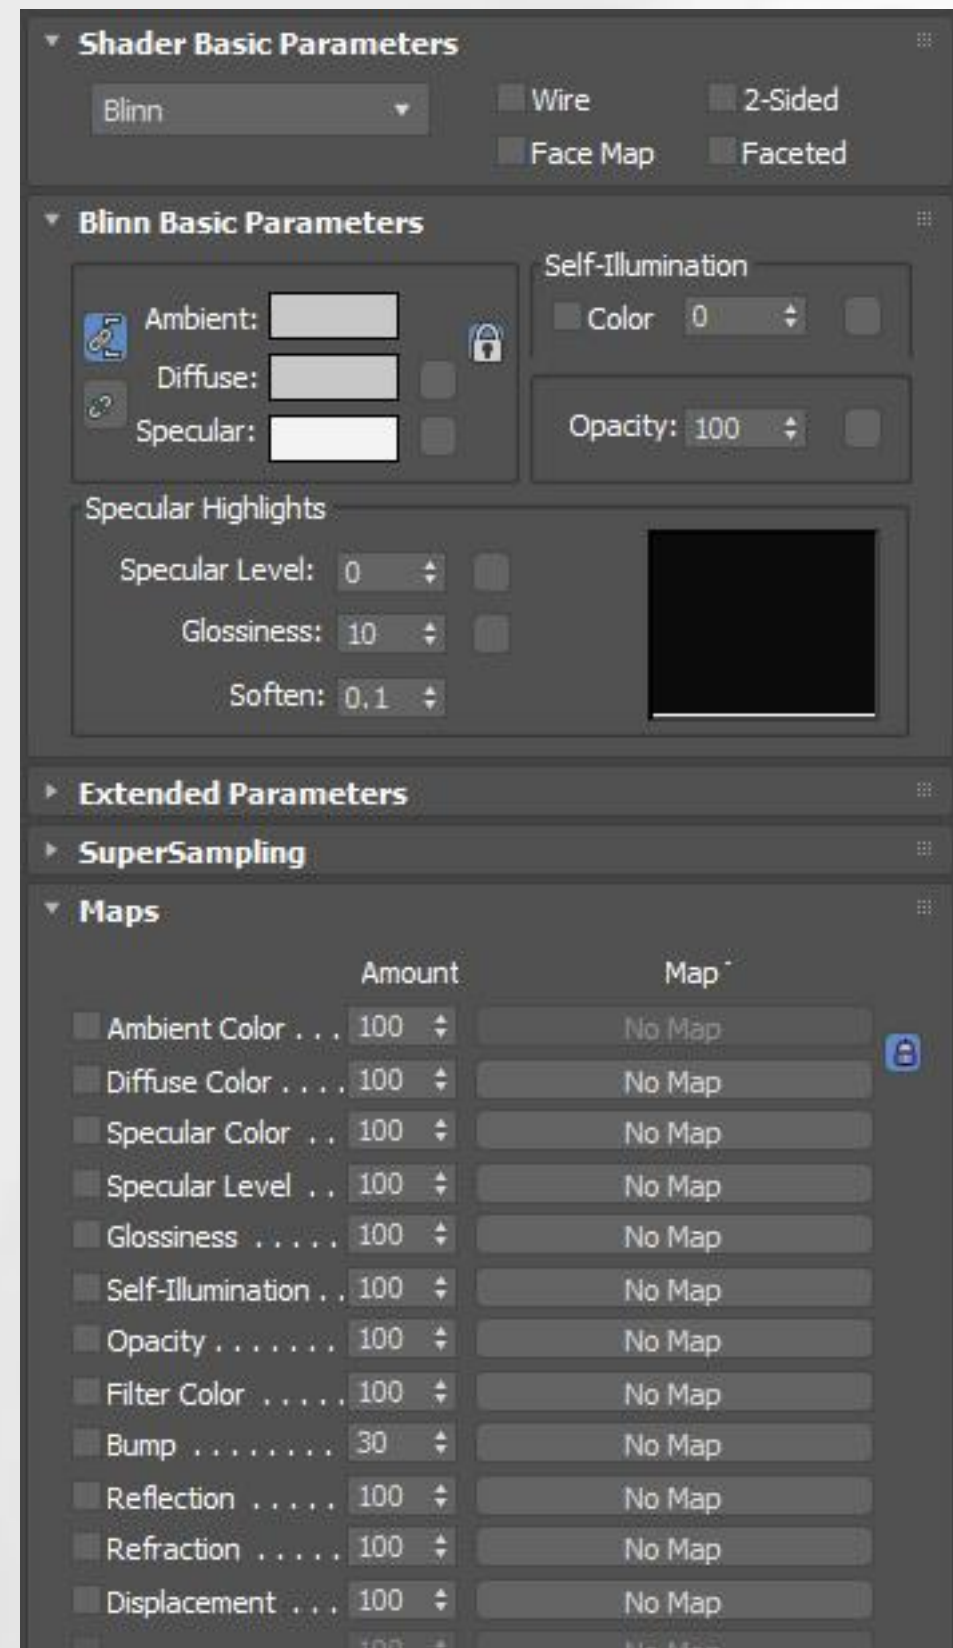 Shader Basic Parameters
Blinn
Wire
2-Sided
Face Map
Faceted
Blinn Basic Parameters
Ambient:
Diffuse:
Specular:
Self-Illumination
Color 0
Opacity: 100
Specular Highlights
Specular Level: 0
Glossiness: 10
Soften: 0.1
Extended Parameters
SuperSampling
Maps
Amount Map
Ambient Color . . . 100 No Map
Diffuse Color . . . . 100 No Map
Specular Color . . 100 No Map
Specular Level . . 100 No Map
Glossiness . . . . . 100 No Map
Self-Illumination . . 100 No Map
Opacity . . . . . . . 100 No Map
Filter Color . . . . . 100 No Map
Bump . . . . . . . . 30 No Map
Reflection . . . . . 100 No Map
Refraction . . . . . 100 No Map
Displacement . . . 100 No Map